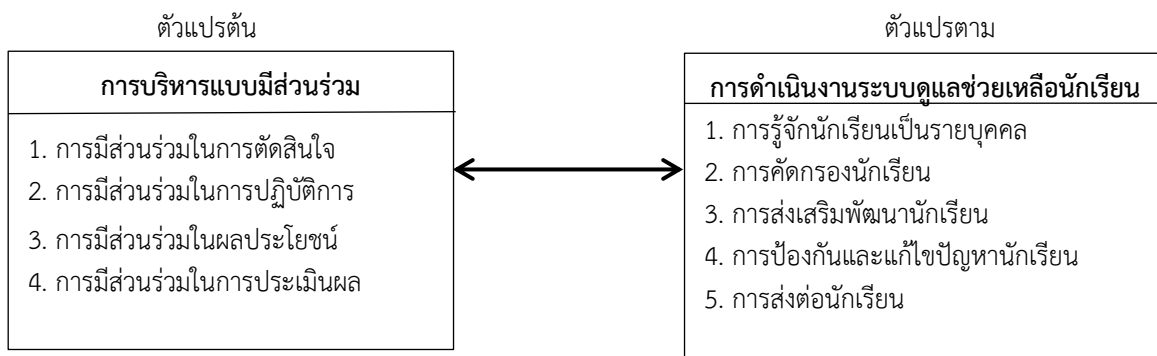 ตัวแปรต้น
การบริหารแบบมีส่วนร่วม
1. การมีส่วนร่วมในการตัดสินใจ
2. การมีส่วนร่วมในการปฏิบัติการ
3. การมีส่วนร่วมในผลประโยชน์
4. การมีส่วนร่วมในการประเมินผล
ตัวแปรตาม
การดำเนินงานระบบดูแลช่วยเหลือนักเรียน
1. การรู้จักนักเรียนเป็นรายบุคคล
2. การคัดกรองนักเรียน
3. การส่งเสริมพัฒนานักเรียน
4. การป้องกันและแก้ไขปัญหานักเรียน
5. การส่งต่อนักเรียน